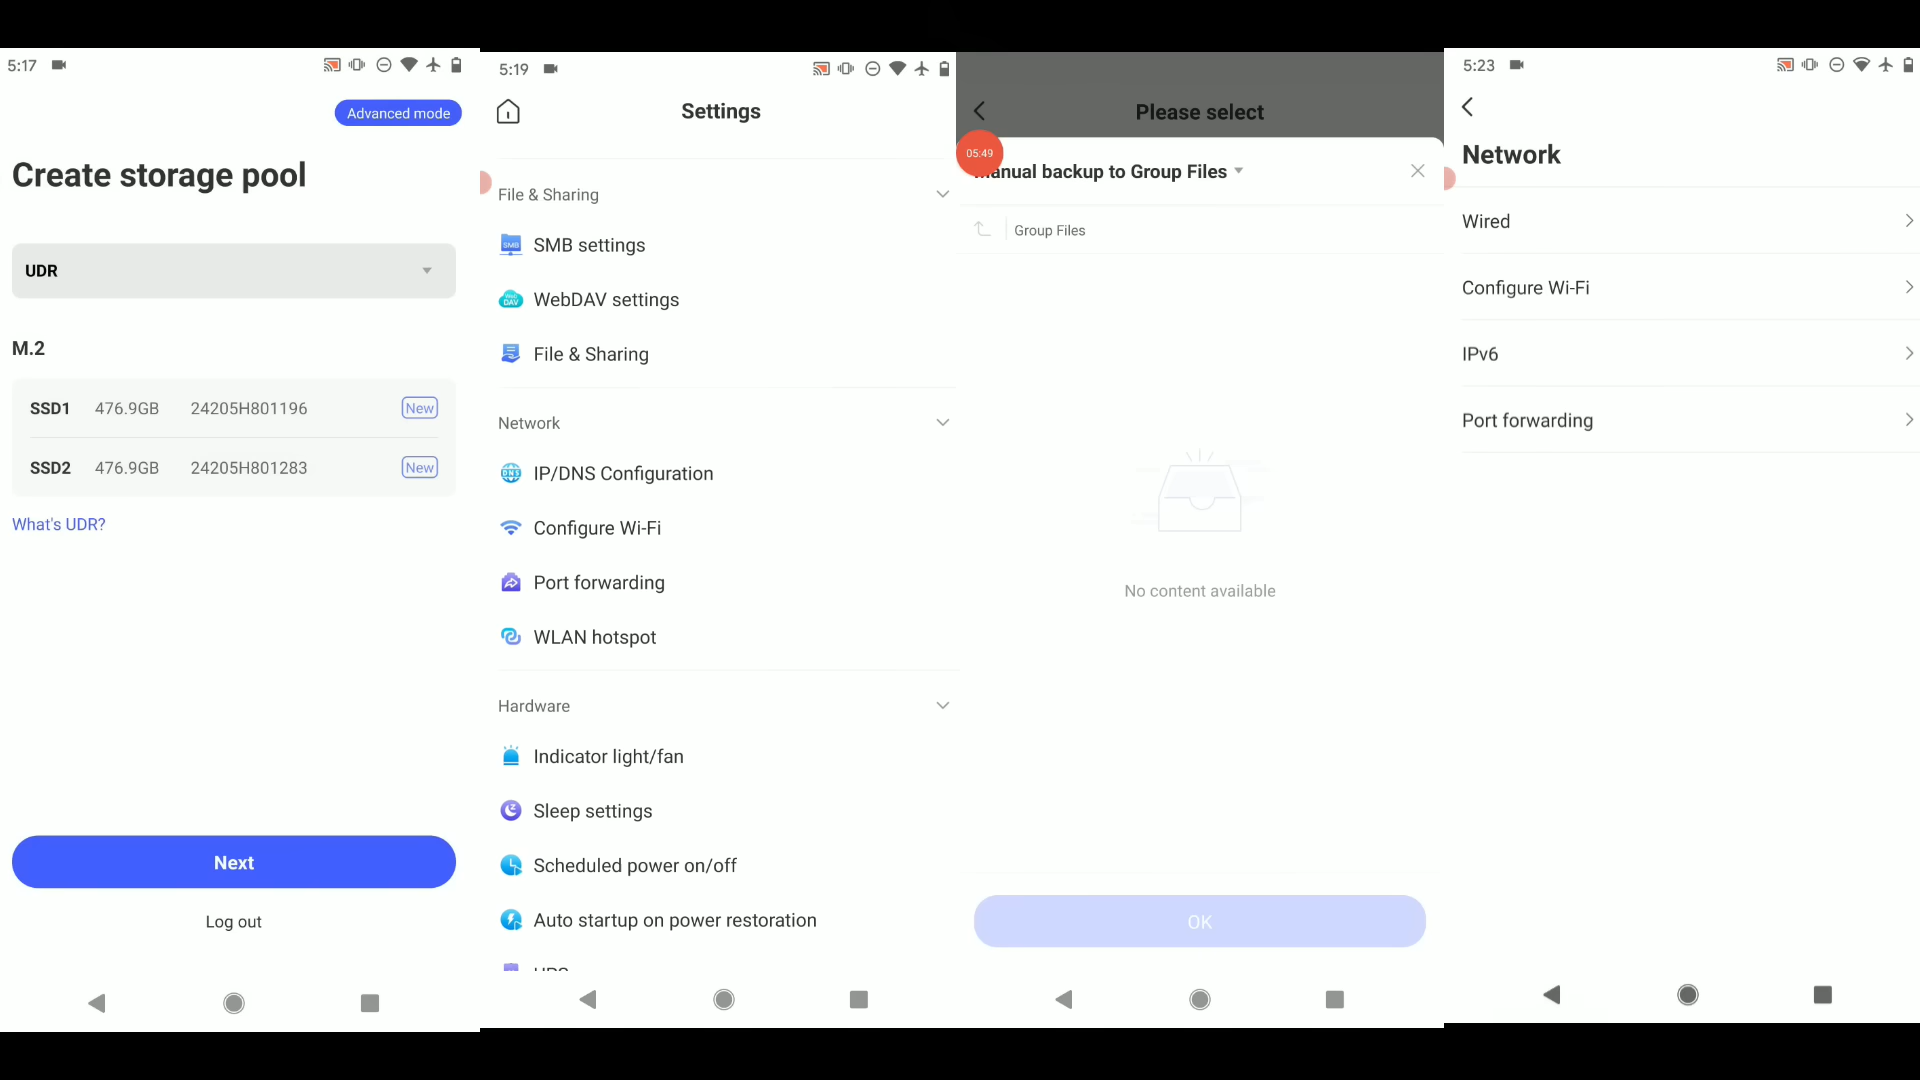 5:17
Advanced mode
Create storage pool
UDR
M.2
SSD1 476.9GB 24205H801196 New
SSD2 476.9GB 24205H801283 New
What's UDR?
Next
Log out
5:19
Settings
File & Sharing
SMB settings
WebDAV settings
File & Sharing
Network
DNS IP/DNS Configuration
Configure Wi-Fi
Port forwarding
WLAN hotspot
Hardware
Indicator light/fan
Sleep settings
Scheduled power on/off
Auto startup on power restoration
Please select
05:49
anual backup to Group Files
Group Files
No content available
OK
5:23
Network
Wired
Configure Wi-Fi
IPv6
Port forwarding